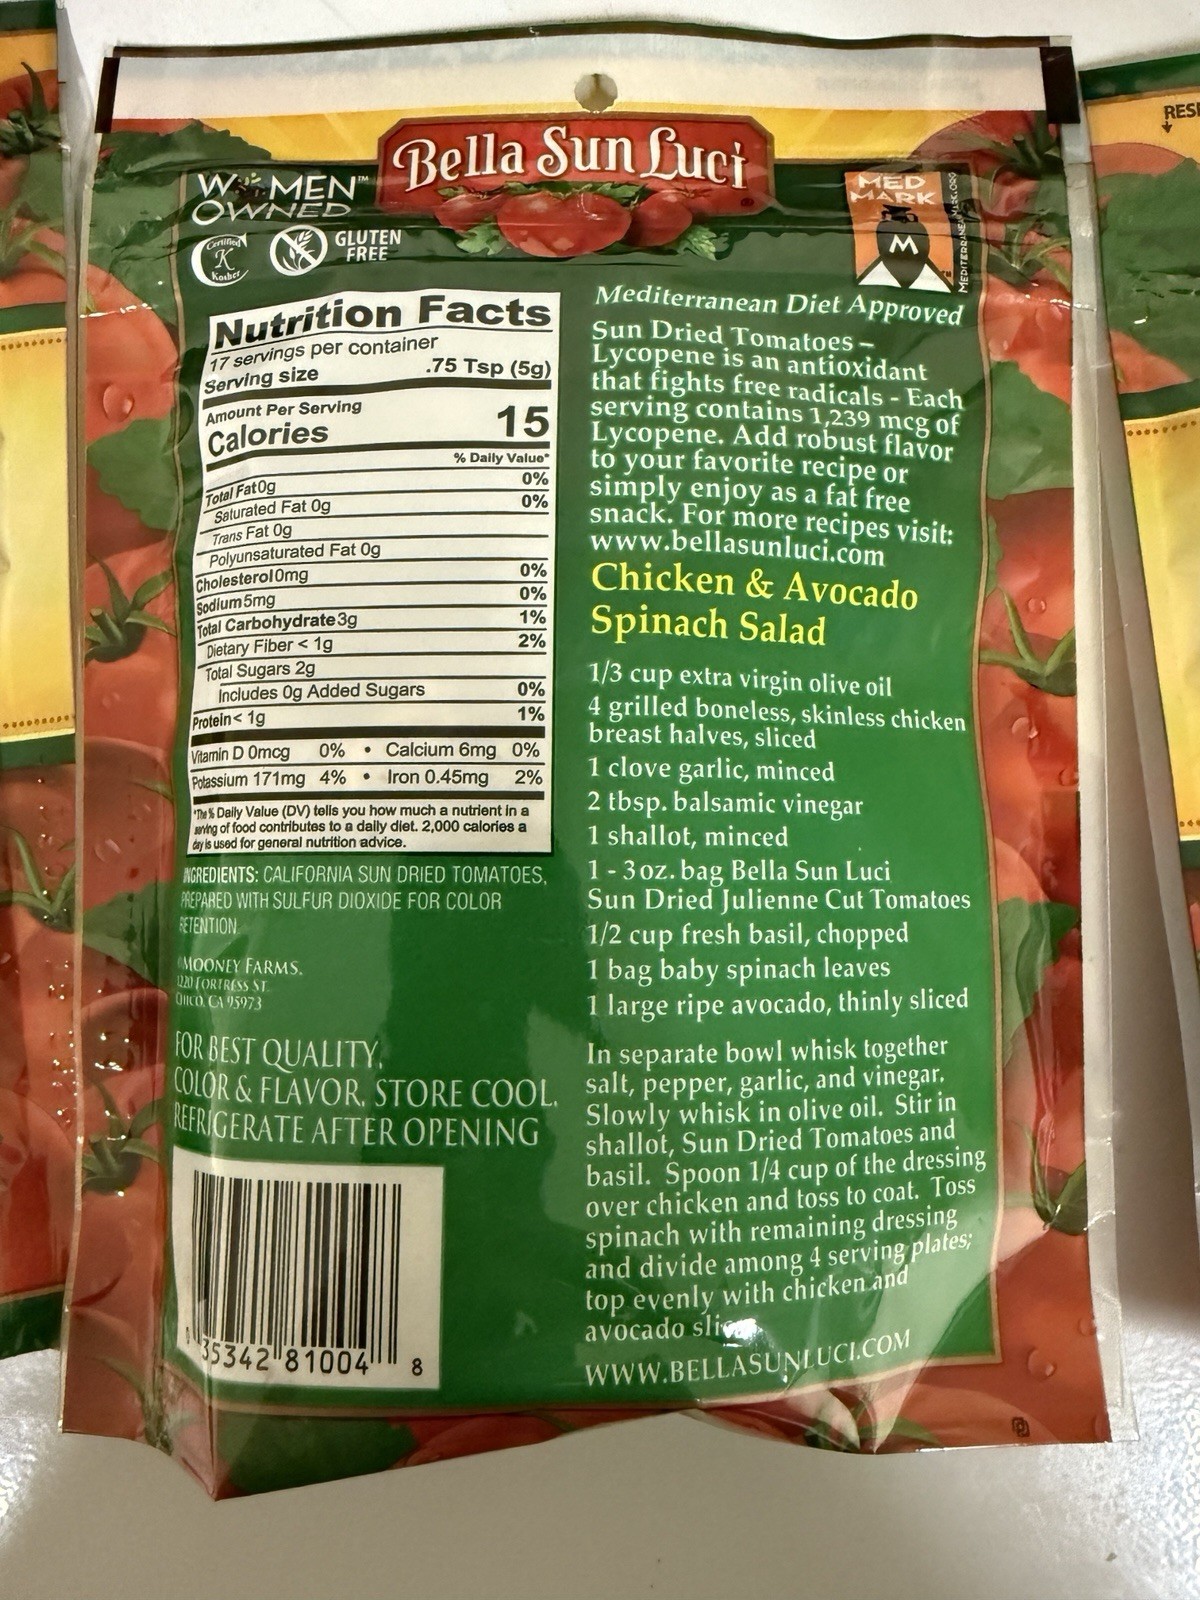 Bella Sun Luci
WOMEN™
OWNED
Certified
K
Kosher
GLUTEN
FREE
MED
MARK
M
MEDITERRANEANMARK.ORG
RES
Nutrition Facts
17 servings per container
Serving size .75 Tsp (5g)
Amount Per Serving
Calories 15
% Daily Value*
Total Fat 0g 0%
Saturated Fat 0g 0%
Trans Fat 0g
Polyunsaturated Fat 0g
Cholesterol 0mg 0%
Sodium 5mg 0%
Total Carbohydrate 3g 1%
Dietary Fiber < 1g 2%
Total Sugars 2g
Includes 0g Added Sugars 0%
Protein < 1g 1%
Vitamin D 0mcg 0% • Calcium 6mg 0%
Potassium 171mg 4% • Iron 0.45mg 2%
*The % Daily Value (DV) tells you how much a nutrient in a
serving of food contributes to a daily diet. 2,000 calories a
day is used for general nutrition advice.
INGREDIENTS: CALIFORNIA SUN DRIED TOMATOES,
PREPARED WITH SULFUR DIOXIDE FOR COLOR
RETENTION
MOONEY FARMS,
1220 FORTRESS ST.
CHICO, CA 95973
FOR BEST QUALITY,
COLOR & FLAVOR, STORE COOL.
REFRIGERATE AFTER OPENING
0 35342 81004 8
Mediterranean Diet Approved
Sun Dried Tomatoes –
Lycopene is an antioxidant
that fights free radicals - Each
serving contains 1,239 mcg of
Lycopene. Add robust flavor
to your favorite recipe or
simply enjoy as a fat free
snack. For more recipes visit:
www.bellasunluci.com
Chicken & Avocado
Spinach Salad
1/3 cup extra virgin olive oil
4 grilled boneless, skinless chicken
breast halves, sliced
1 clove garlic, minced
2 tbsp. balsamic vinegar
1 shallot, minced
1 - 3 oz. bag Bella Sun Luci
Sun Dried Julienne Cut Tomatoes
1/2 cup fresh basil, chopped
1 bag baby spinach leaves
1 large ripe avocado, thinly sliced
In separate bowl whisk together
salt, pepper, garlic, and vinegar.
Slowly whisk in olive oil. Stir in
shallot, Sun Dried Tomatoes and
basil. Spoon 1/4 cup of the dressing
over chicken and toss to coat. Toss
spinach with remaining dressing
and divide among 4 serving plates;
top evenly with chicken and
avocado
WWW.BELLASUNLUCI.COM